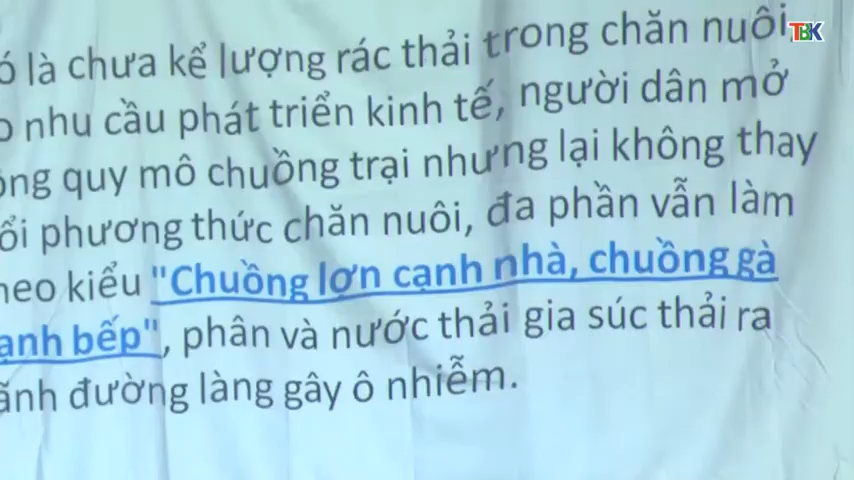 ó là chưa kể lượng rác thải trong chăn nuôi,
TBK
o nhu cầu phát triển kinh tế, người dân mở
ộng quy mô chuồng trại nhưng lại không thay
ổi phương thức chăn nuôi, đa phần vẫn làm
heo kiểu "Chuồng lợn cạnh nhà, chuồng gà
ạnh bếp", phân và nước thải gia súc thải ra
ãnh đường làng gây ô nhiễm.